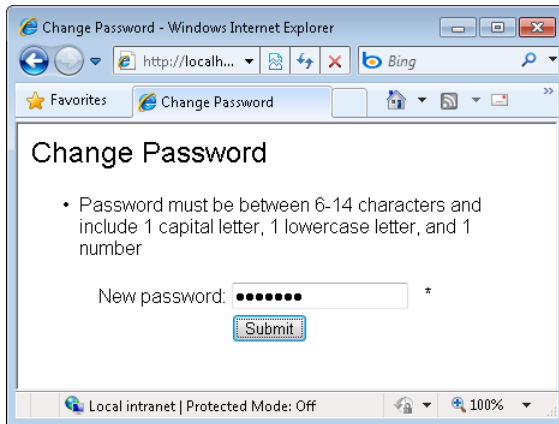 Change Password - Windows Internet Explorer
http://localh...
Bing
Favorites
Change Password
»
Change Password
• Password must be between 6-14 characters and
include 1 capital letter, 1 lowercase letter, and 1
number
New password: ●●●●●●● *
Submit
Local intranet | Protected Mode: Off
100%